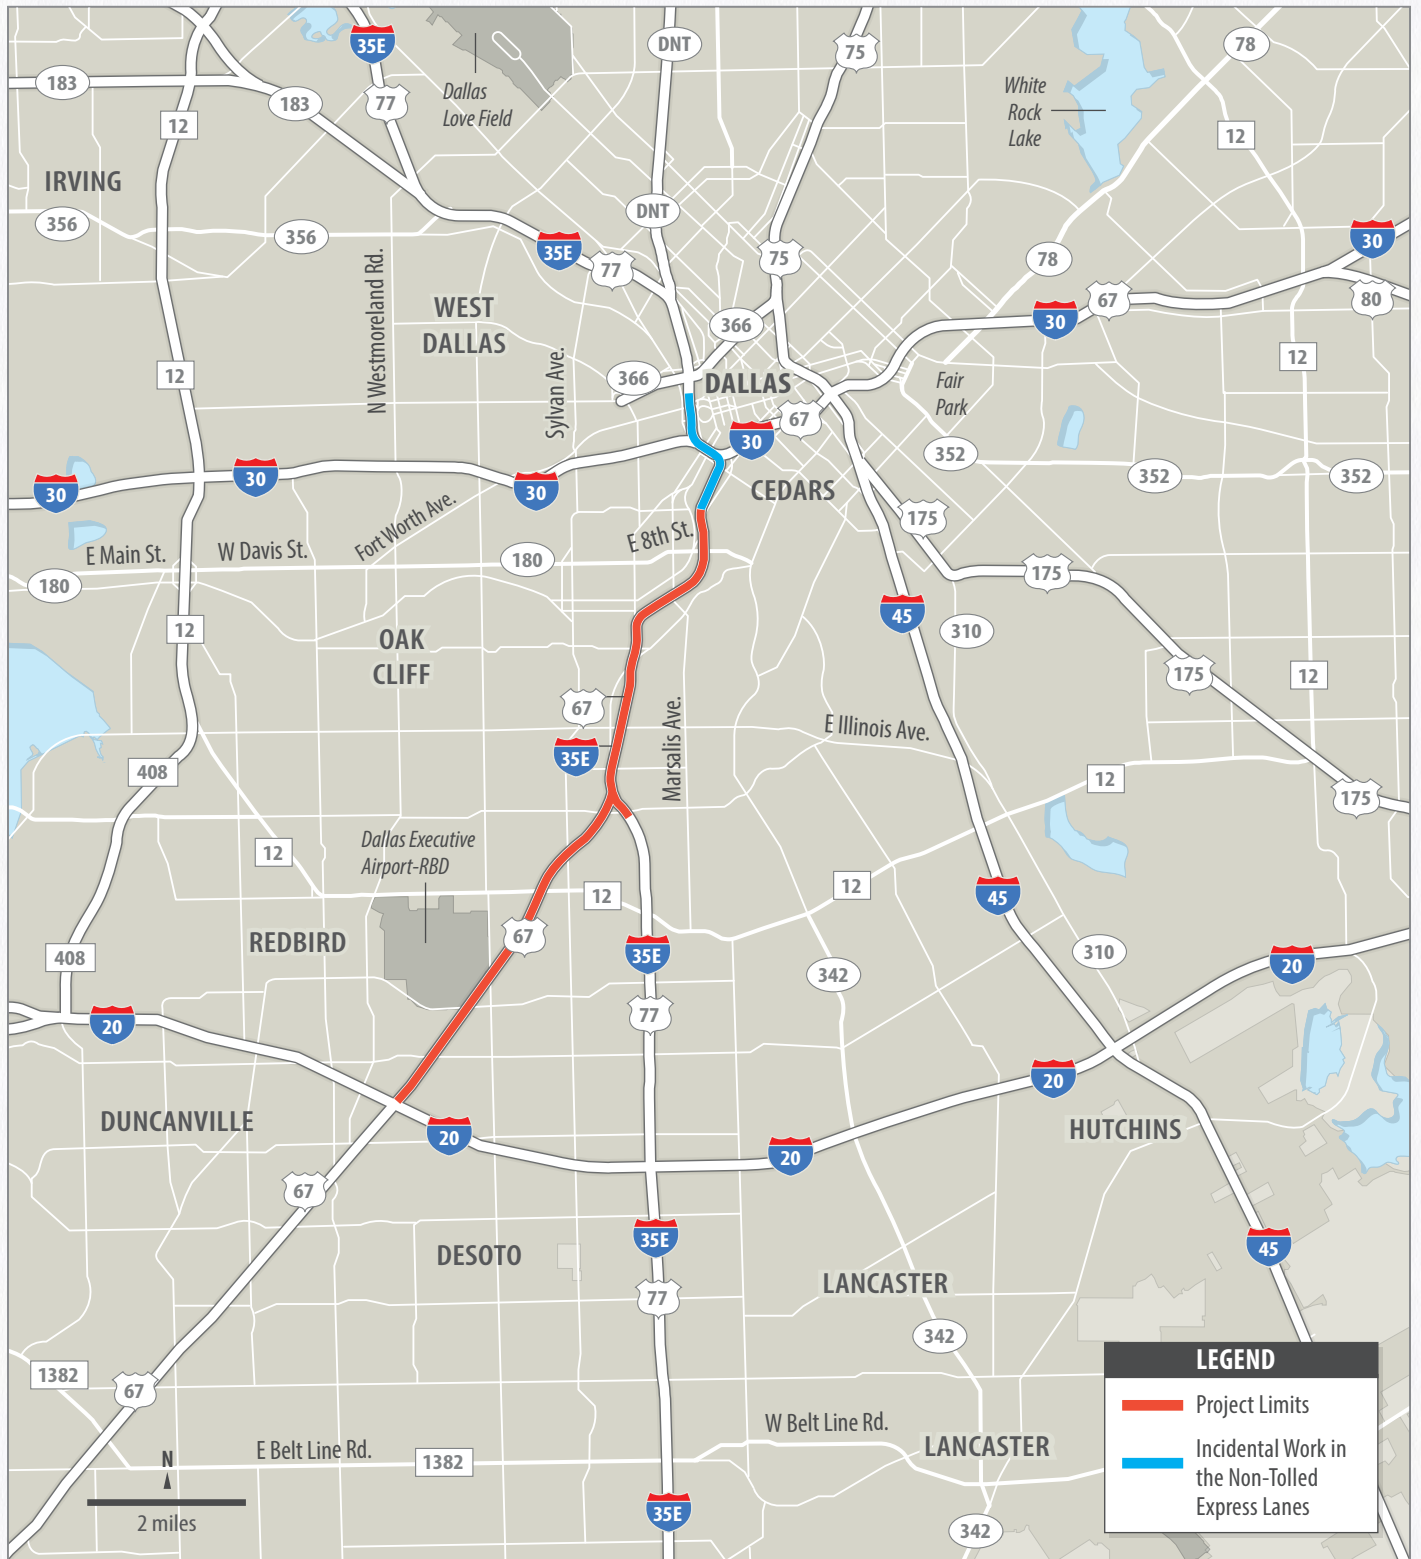 35E
DNT
75
78
183
77
183
Dallas
Love Field
White
Rock
Lake
12
12
IRVING
356
356
DNT
35E
77
75
78
30
67
30
80
N Westmoreland Rd.
WEST
DALLAS
366
12
Sylvan Ave.
366
DALLAS
12
Fair
Park
67
30
352
352
352
30
30
30
CEDARS
Fort Worth Ave.
175
E 8th St.
E Main St.
W Davis St.
180
180
175
12
45
310
OAK
CLIFF
175
12
67
35E
Marsalis Ave.
E Illinois Ave.
408
12
175
Dallas Executive
Airport-RBD
12
12
12
45
REDBIRD
67
35E
408
342
310
20
77
20
20
DUNCANVILLE
20
20
HUTCHINS
67
35E
45
DESOTO
77
LANCASTER
342
1382
67
E Belt Line Rd.
1382
W Belt Line Rd.
LANCASTER
35E
342
N
2 miles
LEGEND
Project Limits
Incidental Work in
the Non-Tolled
Express Lanes